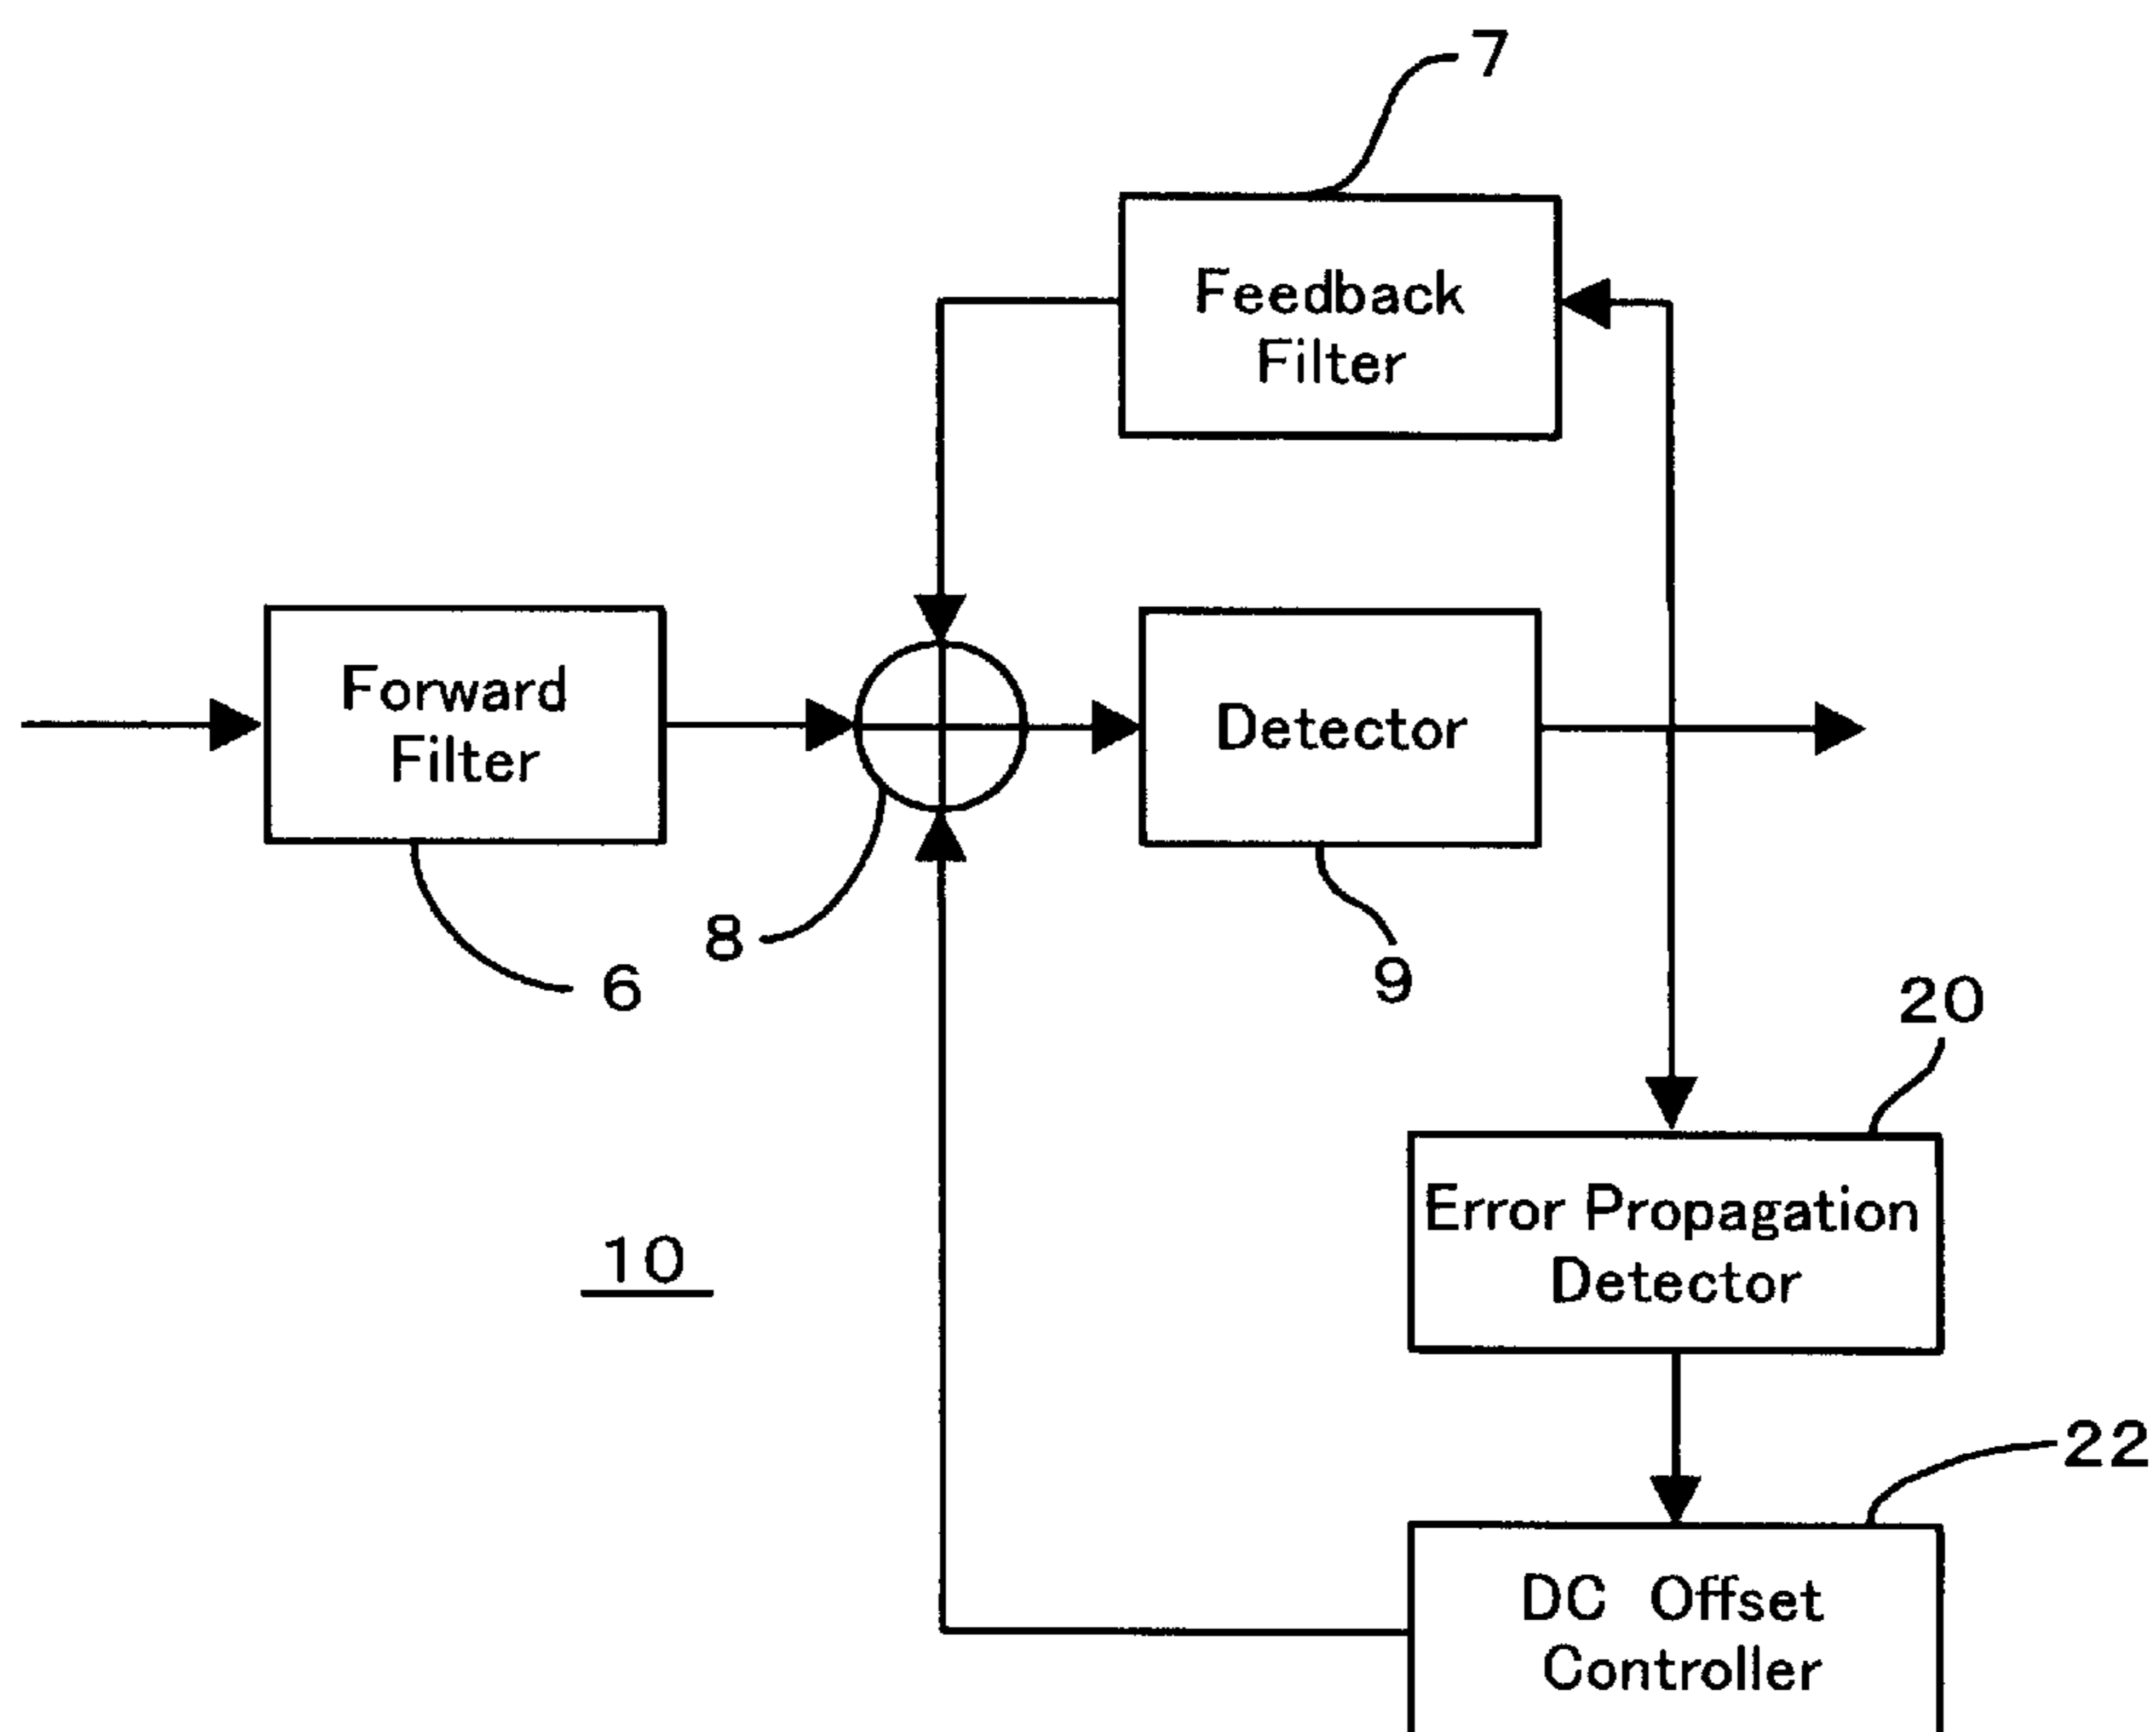 7
Feedback
Filter
Forward
Filter
Detector
8
6
9
20
Error Propagation
Detector
10
22
DC Offset
Controller